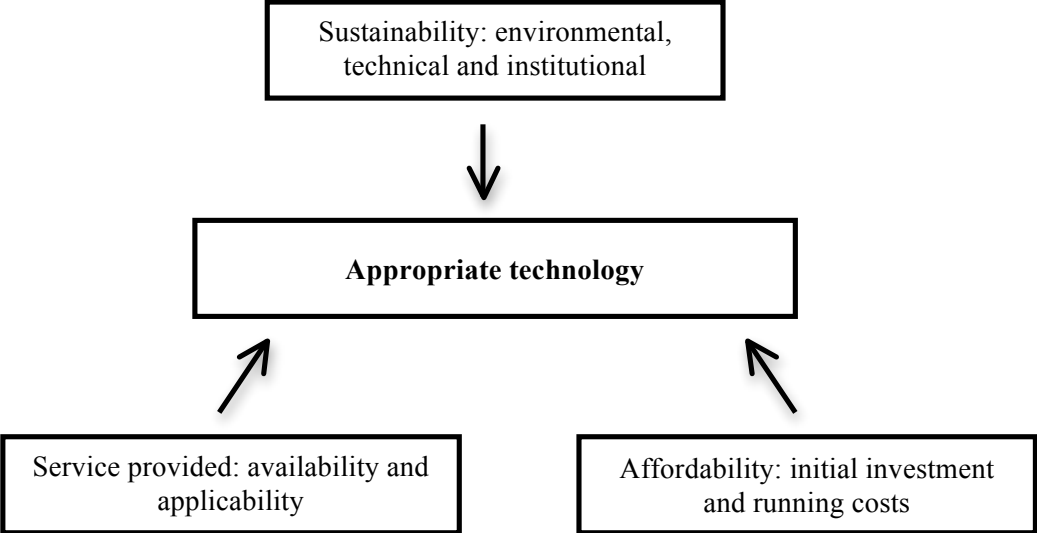 Sustainability: environmental,
technical and institutional
Appropriate technology
Service provided: availability and
applicability
Affordability: initial investment
and running costs